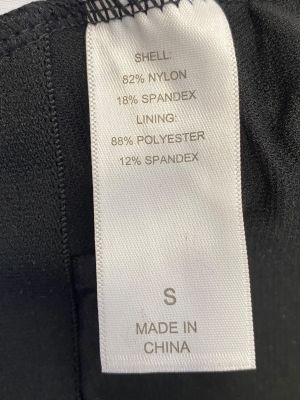 SHELL:
82% NYLON
18% SPANDEX
LINING:
88% POLYESTER
12% SPANDEX
S
MADE IN
CHINA